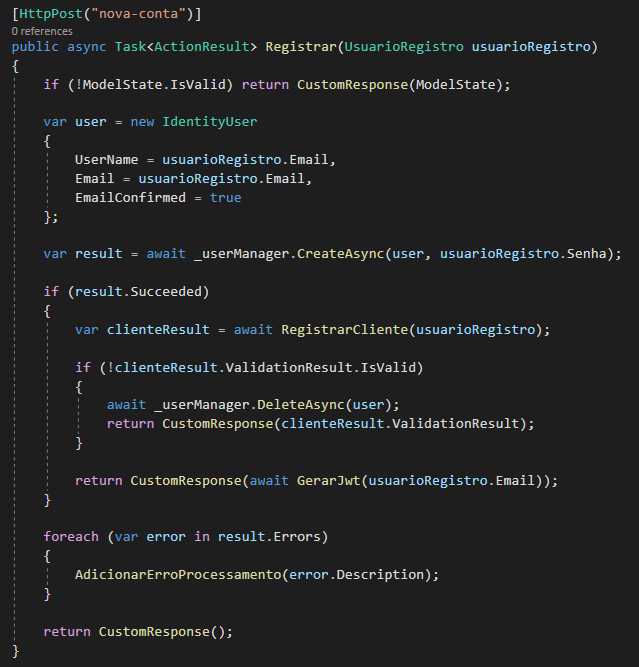 [HttpPost("nova-conta")]
0 references
public async Task<ActionResult> Registrar(UsuarioRegistro usuarioRegistro)
{
if (!ModelState.IsValid) return CustomResponse(ModelState);
var user = new IdentityUser
{
UserName = usuarioRegistro.Email,
Email = usuarioRegistro.Email,
EmailConfirmed = true
};
var result = await _userManager.CreateAsync(user, usuarioRegistro.Senha);
if (result.Succeeded)
{
var clienteResult = await RegistrarCliente(usuarioRegistro);
if (!clienteResult.ValidationResult.IsValid)
{
await _userManager.DeleteAsync(user);
return CustomResponse(clienteResult.ValidationResult);
}
return CustomResponse(await GerarJwt(usuarioRegistro.Email));
}
foreach (var error in result.Errors)
{
AdicionarErroProcessamento(error.Description);
}
return CustomResponse();
}